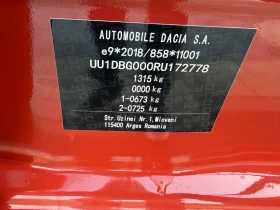 AUTOMOBILE DACIA S.A.
e9*2018/858*11001
UU1DBG000RU172778
1315 kg
0000 kg
1-0673 kg
2-0725 kg
Str. Uzinei Nr.1, Mioveni
115400 Arges Romania